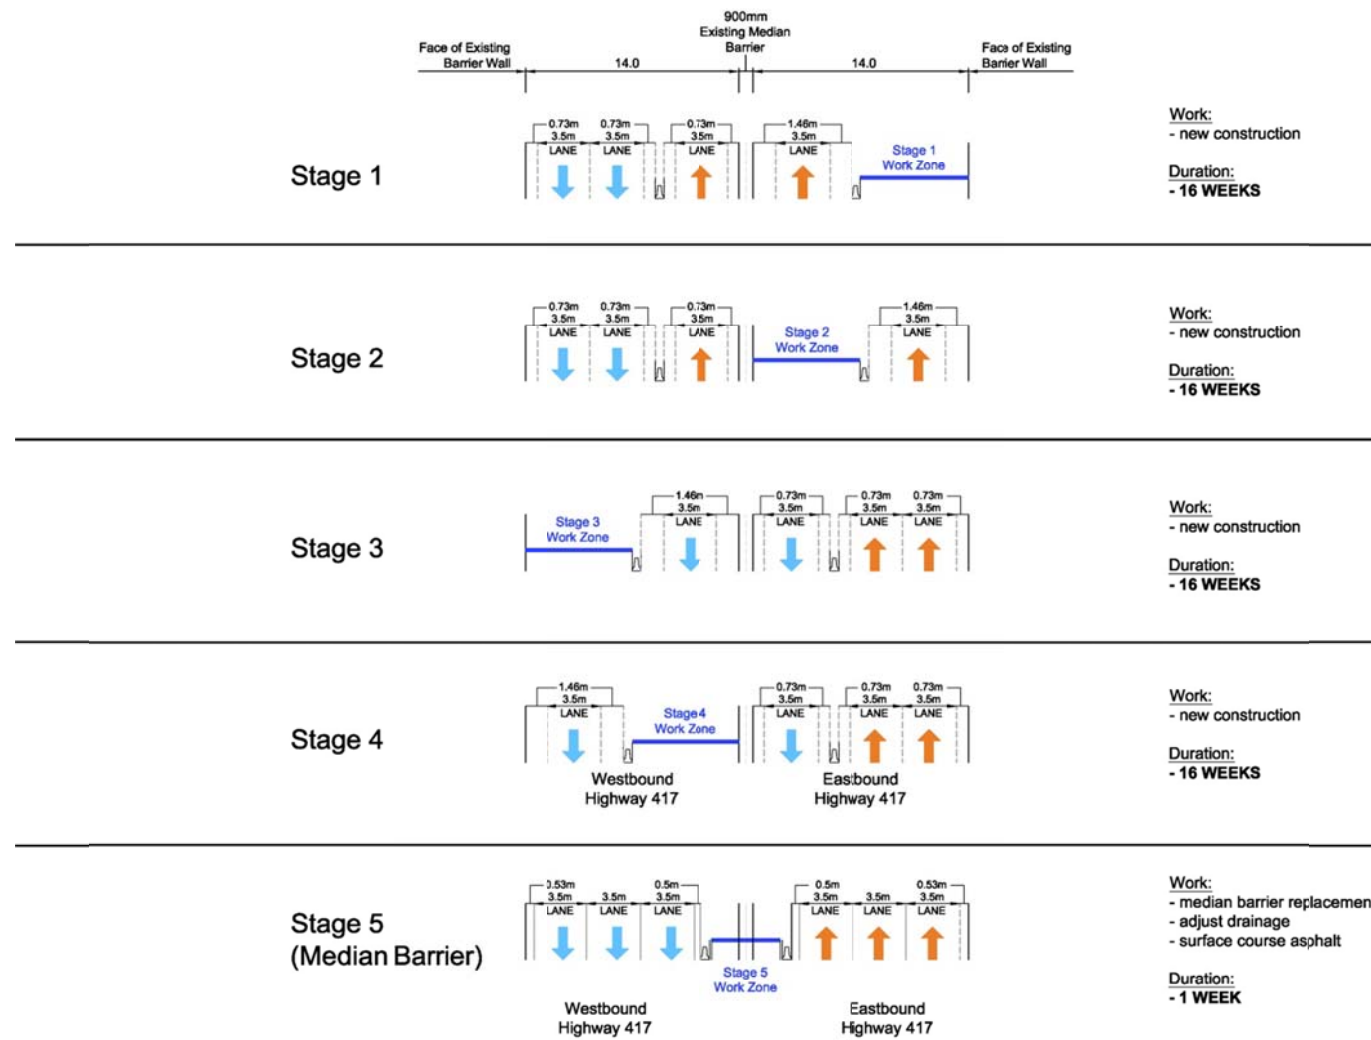 900mm
Existing Median
Barrier
Face of Existing
Barrier Wall
14.0
14.0
Face of Existing
Barrier Wall
Stage 1
0.73m 0.73m 0.73m 1.46m
3.5m 3.5m 3.5m 3.5m
LANE LANE LANE LANE
Stage 1
Work Zone
Work:
- new construction
Duration:
- 16 WEEKS
Stage 2
0.73m 0.73m 0.73m 1.46m
3.5m 3.5m 3.5m 3.5m
LANE LANE LANE LANE
Stage 2
Work Zone
Work:
- new construction
Duration:
- 16 WEEKS
Stage 3
1.46m 0.73m 0.73m 0.73m
3.5m 3.5m 3.5m 3.5m
LANE LANE LANE LANE
Stage 3
Work Zone
Work:
- new construction
Duration:
- 16 WEEKS
Stage 4
1.46m 0.73m 0.73m 0.73m
3.5m 3.5m 3.5m 3.5m
LANE LANE LANE LANE
Stage 4
Work Zone
Westbound
Highway 417
Eastbound
Highway 417
Work:
- new construction
Duration:
- 16 WEEKS
Stage 5
(Median Barrier)
0.53m 0.5m 0.5m 0.53m
3.5m 3.5m 3.5m 3.5m 3.5m 3.5m
LANE LANE LANE LANE LANE LANE
Stage 5
Work Zone
Westbound
Highway 417
Eastbound
Highway 417
Work:
- median barrier replacemen
- adjust drainage
- surface course asphalt
Duration:
- 1 WEEK